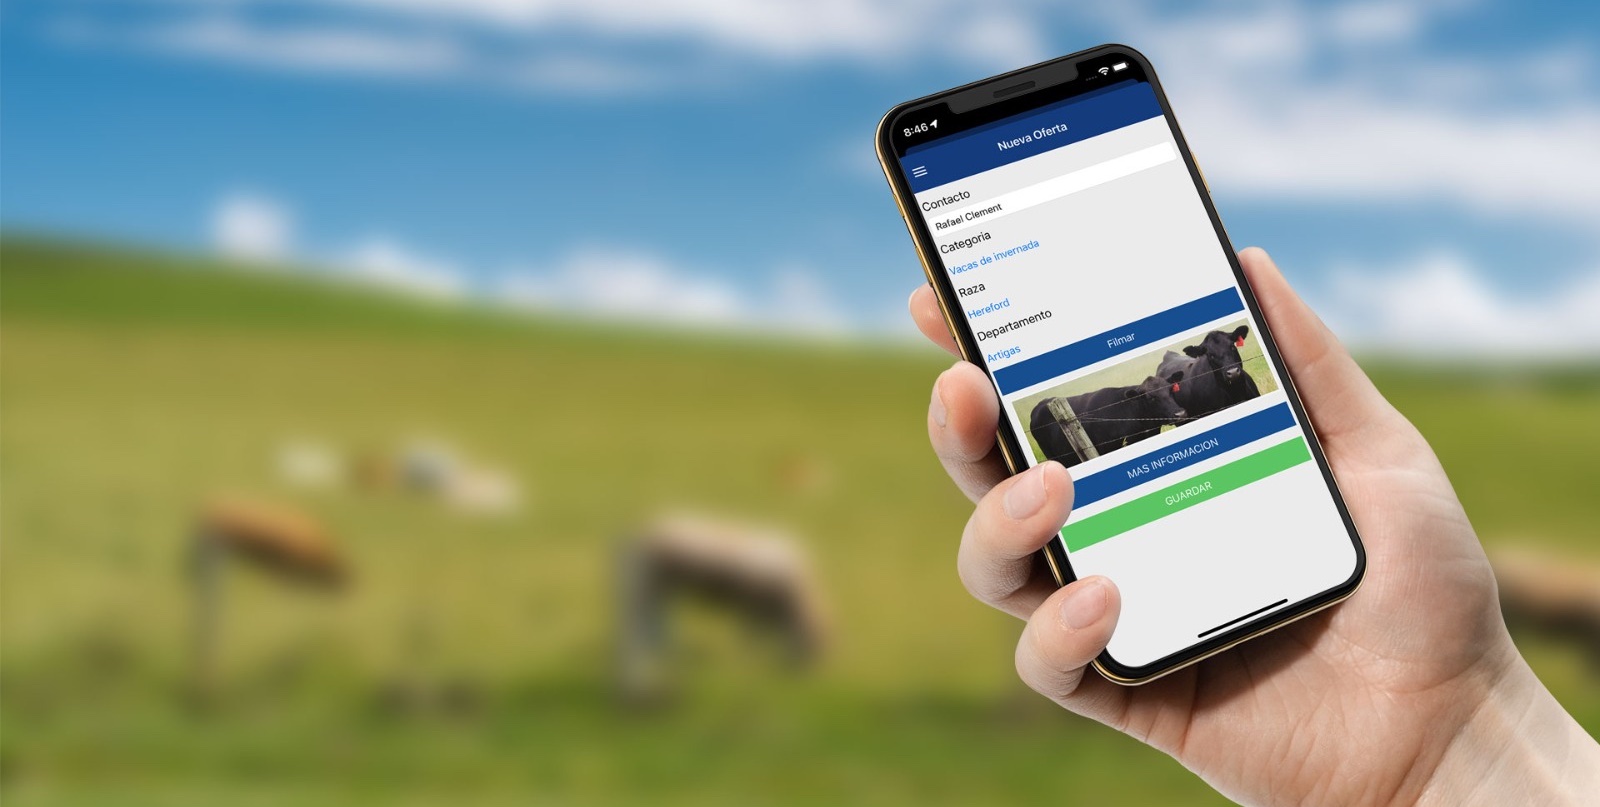 8:46
Nueva Oferta
Contacto
Rafael Clement
Categoria
Vacas de invernada
Raza
Hereford
Departamento
Artigas
Filmar
MAS INFORMACION
GUARDAR